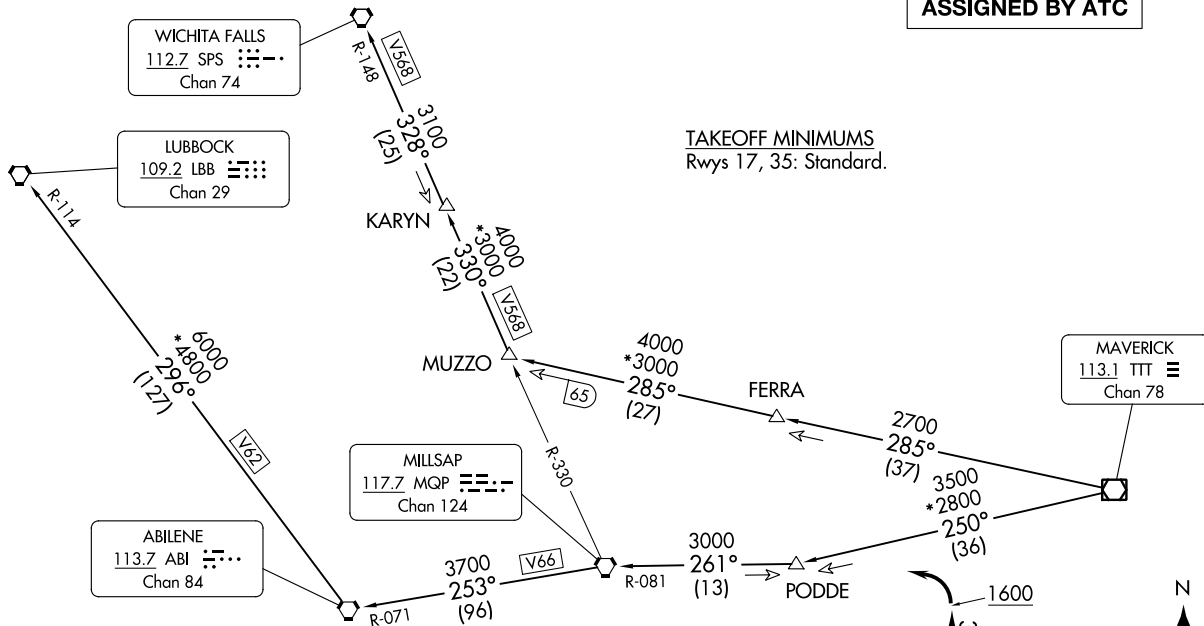 ASSIGNED BY ATC
WICHITA FALLS
112.7 SPS
Chan 74
R-148
V568
3100
328°
(25)
LUBBOCK
109.2 LBB
Chan 29
R-114
TAKEOFF MINIMUMS
Rwys 17, 35: Standard.
KARYN
4000
*3000
330°
(22)
V568
MUZZO
6000
*4800
296°
(127)
V62
4000
*3000
285°
(27)
65
FERRA
MAVERICK
113.1 TTT
Chan 78
2700
285°
(37)
3500
*2800
250°
(36)
R-330
MILLSAP
117.7 MQP
Chan 124
ABILENE
113.7 ABI
Chan 84
3700
V66
253°
(96)
R-071
R-081
3000
261°
(13)
PODDE
1600
N